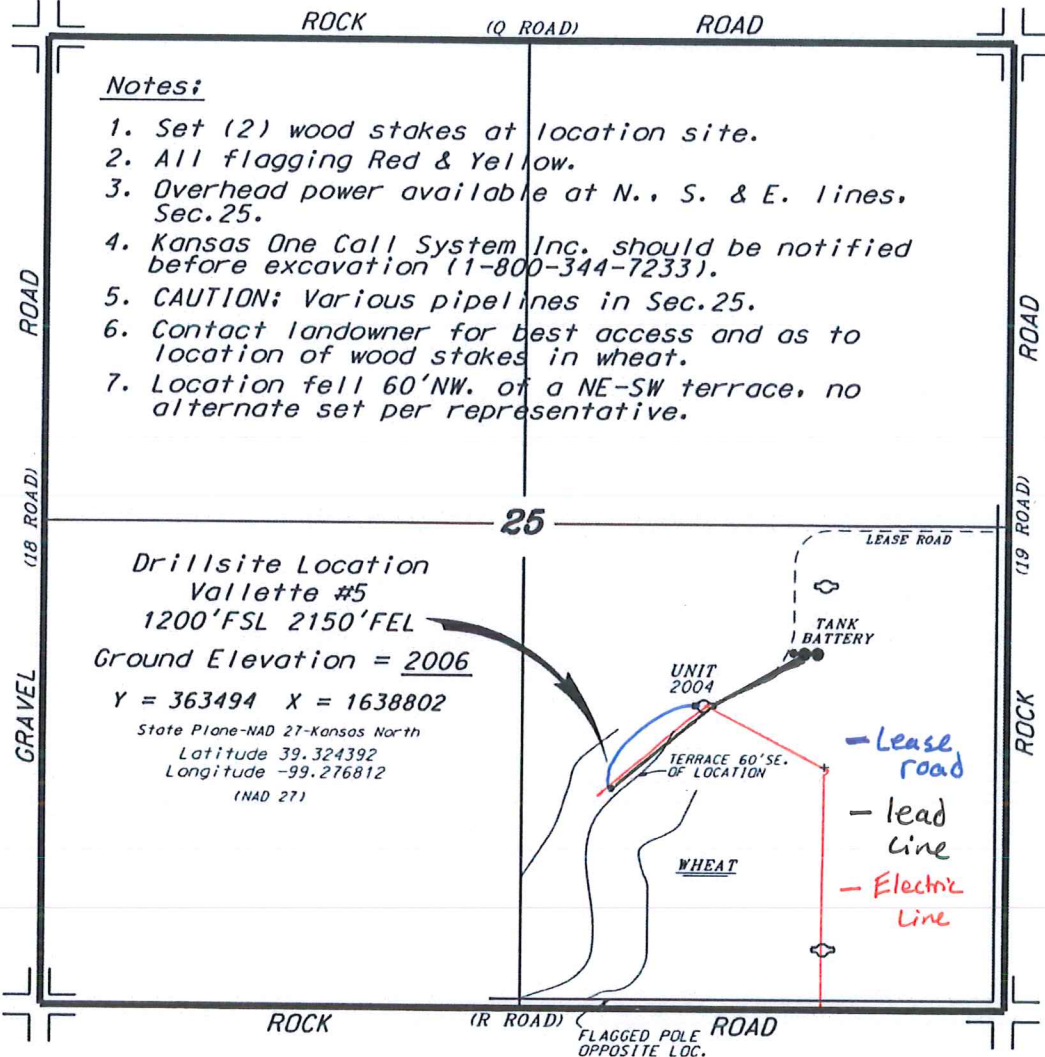 ROCK (Q ROAD) ROAD
Notes:
1. Set (2) wood stakes at location site.
2. All flagging Red & Yellow.
3. Overhead power available at N., S. & E. lines,
Sec.25.
4. Kansas One Call System Inc. should be notified
before excavation (1-800-344-7233).
5. CAUTION: Various pipelines in Sec.25.
6. Contact landowner for best access and as to
location of wood stakes in wheat.
7. Location fell 60'NW. of a NE-SW terrace, no
alternate set per representative.
ROAD
(18 ROAD)
GRAVEL
ROAD
(19 ROAD)
ROCK
25
LEASE ROAD
Drillsite Location
Vallette #5
1200'FSL 2150'FEL
Ground Elevation = 2006
Y = 363494 X = 1638802
State Plane-NAD 27-Kansas North
Latitude 39.324392
Longitude -99.276812
(NAD 27)
TANK
BATTERY
UNIT
2004
TERRACE 60'SE.
OF LOCATION
WHEAT
- Lease
road
- lead
Line
- Electric
Line
ROCK (R ROAD) ROAD
FLAGGED POLE
OPPOSITE LOC.